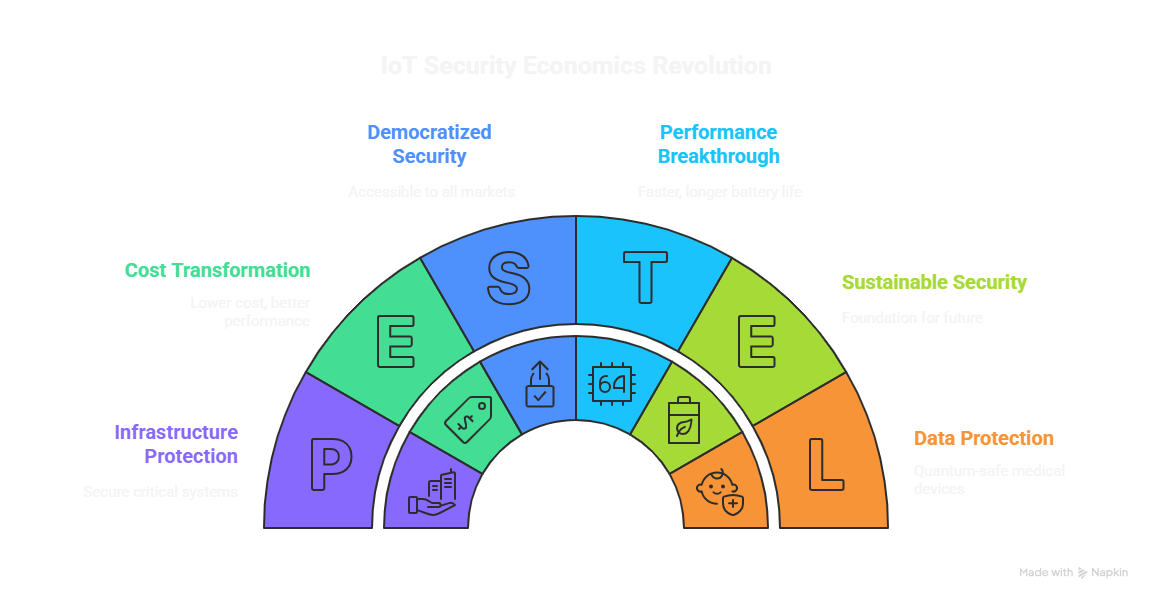 IoT Security Economics Revolution
Democratized
Security
Accessible to all markets
Performance
Breakthrough
Faster, longer battery life
Cost Transformation
Lower cost, better
performance
Sustainable Security
Foundation for future
Infrastructure
Protection
Secure critical systems
Data Protection
Quantum-safe medical
devices
P
E
S
T
E
L
$
64
Made with Napkin